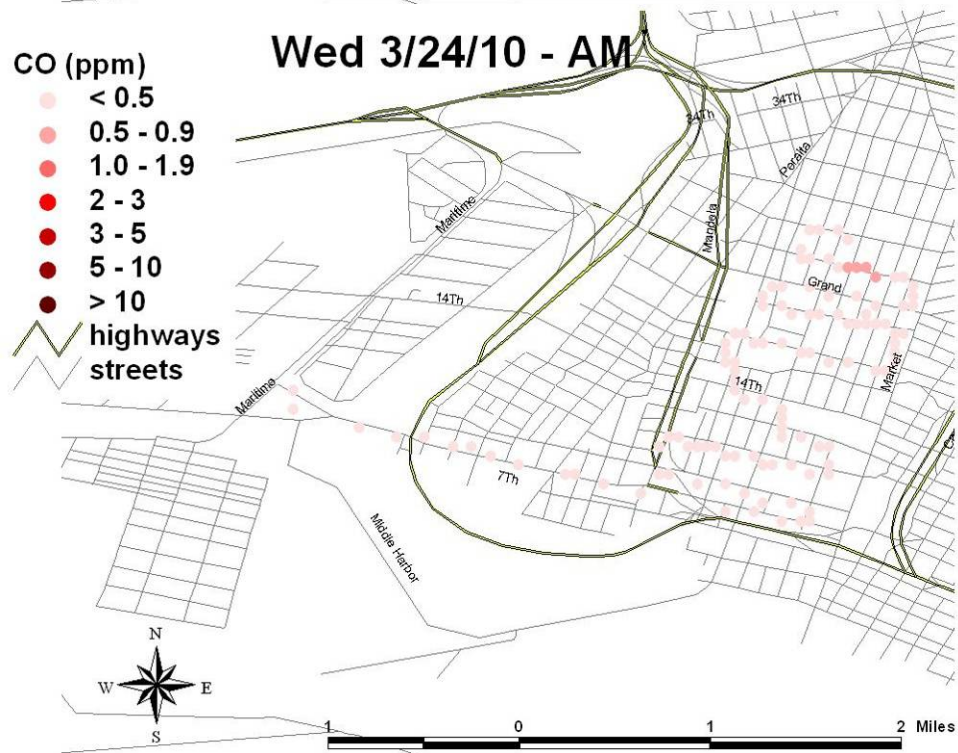 Wed 3/24/10 - AM
CO (ppm)
< 0.5
0.5 - 0.9
1.0 - 1.9
2 - 3
3 - 5
5 - 10
> 10
highways
streets
34Th
34Th
Peralta
Mandela
Maritime
Grand
14Th
Market
14Th
Maritime
7Th
Middle Harbor
N
W E
S
1 0 1 2 Miles